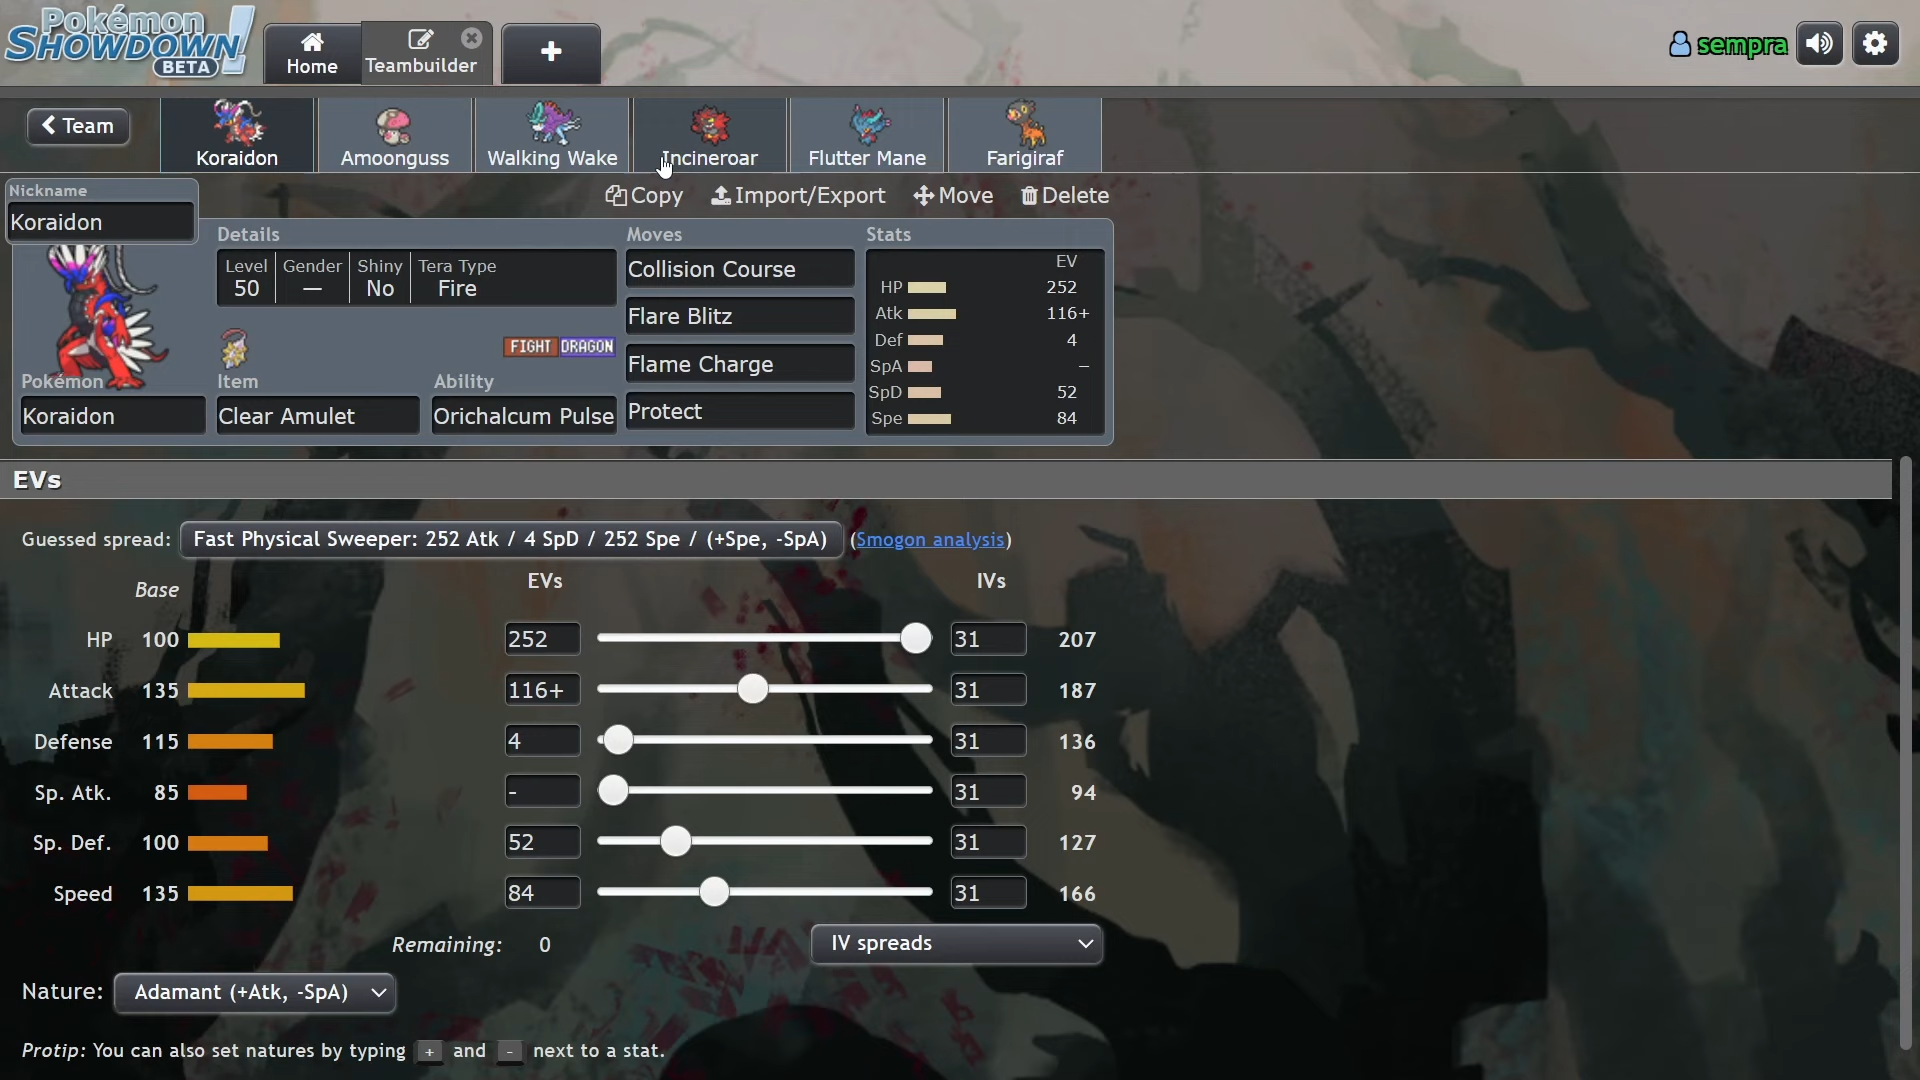 Pokémon
SHOWDOWN!
BETA
Home
Teambuilder
+
sempra
Team
Koraidon
Amoonguss
Walking Wake
Incineroar
Flutter Mane
Farigiraf
Copy
Import/Export
Move
Delete
Nickname
Koraidon
Details
Level
50
Gender
—
Shiny
No
Tera Type
Fire
FIGHT DRAGON
Pokémon
Koraidon
Item
Clear Amulet
Ability
Orichalcum Pulse
Moves
Collision Course
Flare Blitz
Flame Charge
Protect
Stats
EV
HP 252
Atk 116+
Def 4
SpA –
SpD 52
Spe 84
EVs
Guessed spread: Fast Physical Sweeper: 252 Atk / 4 SpD / 252 Spe / (+Spe, -SpA) (Smogon analysis)
Base EVs IVs
HP 100 252 31 207
Attack 135 116+ 31 187
Defense 115 4 31 136
Sp. Atk. 85 - 31 94
Sp. Def. 100 52 31 127
Speed 135 84 31 166
Remaining: 0 IV spreads
Nature: Adamant (+Atk, -SpA)
Protip: You can also set natures by typing + and - next to a stat.